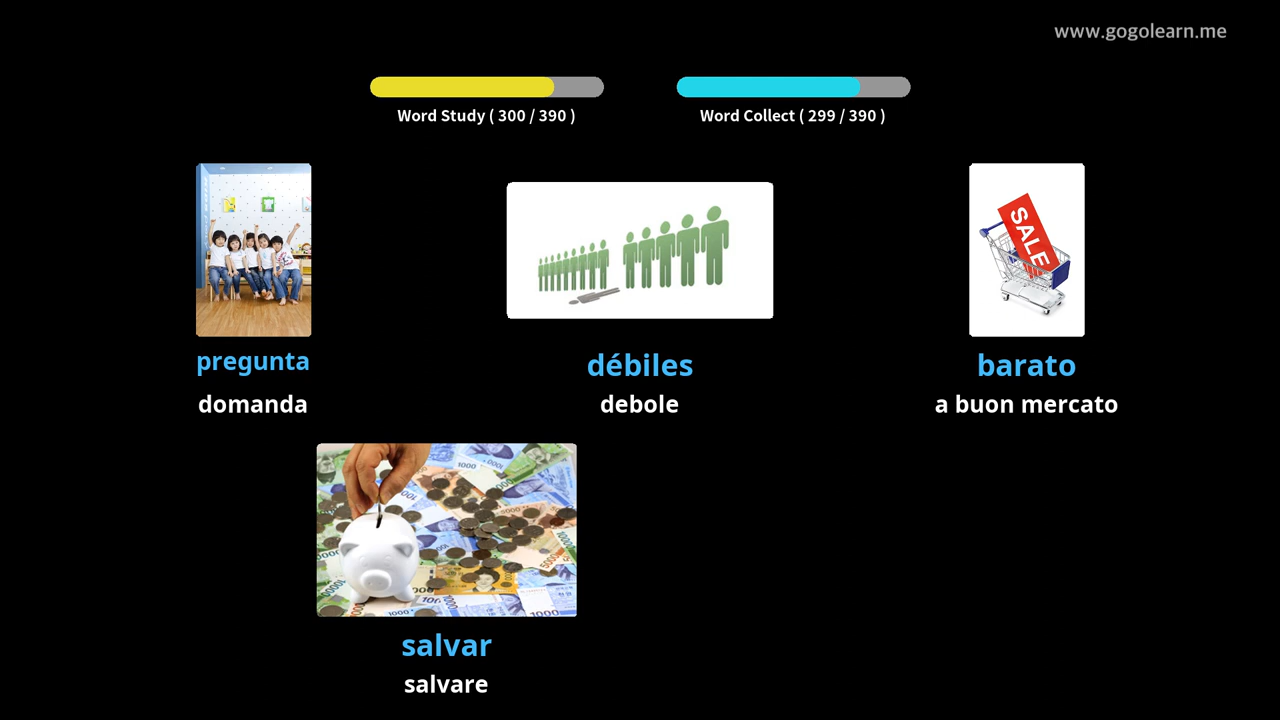 www.gogolearn.me
Word Study ( 300 / 390 )
Word Collect ( 299 / 390 )
SALE
pregunta
débiles
barato
domanda
debole
a buon mercato
salvar
salvare